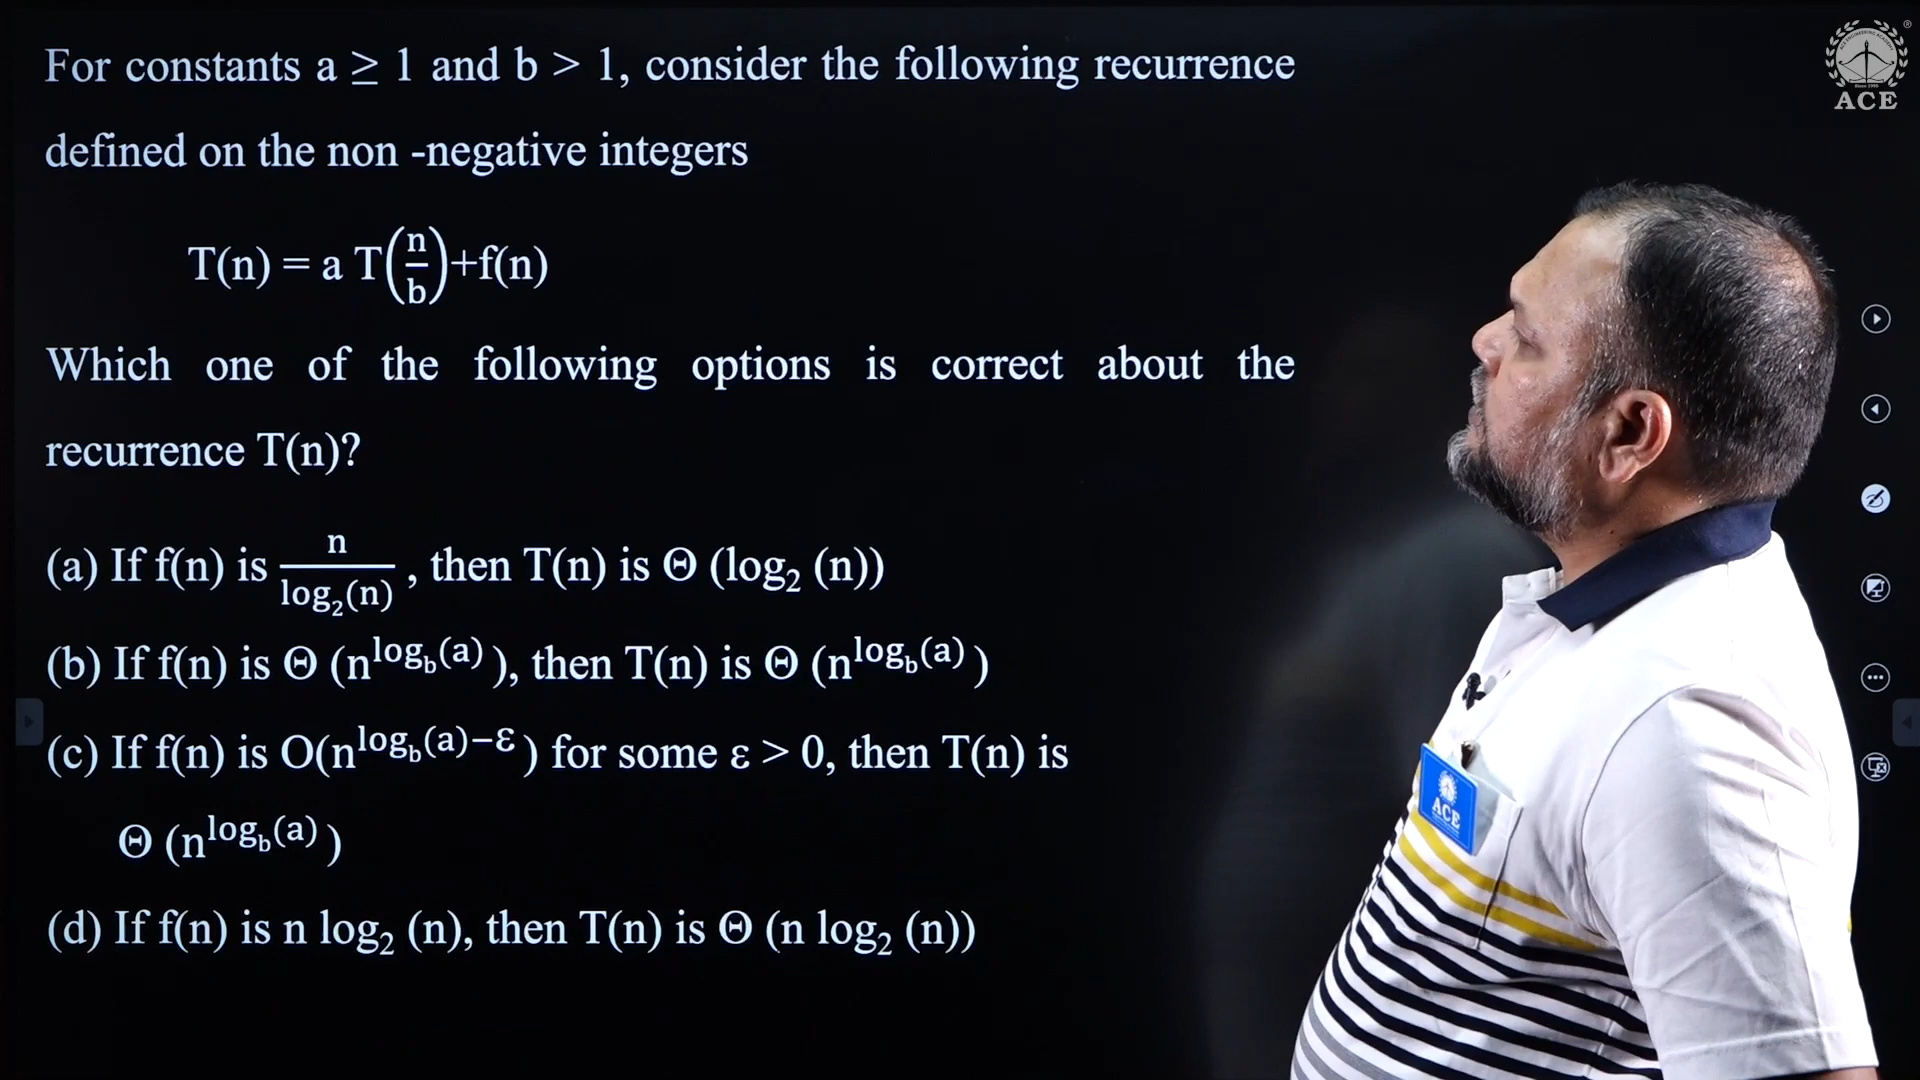 For constants a ≥ 1 and b > 1, consider the following recurrence
defined on the non -negative integers
T(n) = a T(n/b)+f(n)
Which one of the following options is correct about the
recurrence T(n)?
(a) If f(n) is n/log₂(n) , then T(n) is Θ (log₂ (n))
(b) If f(n) is Θ (n^log_b(a) ), then T(n) is Θ (n^log_b(a) )
(c) If f(n) is O(n^log_b(a)−ε ) for some ε > 0, then T(n) is
Θ (n^log_b(a) )
(d) If f(n) is n log₂ (n), then T(n) is Θ (n log₂ (n))
ACE
ACE